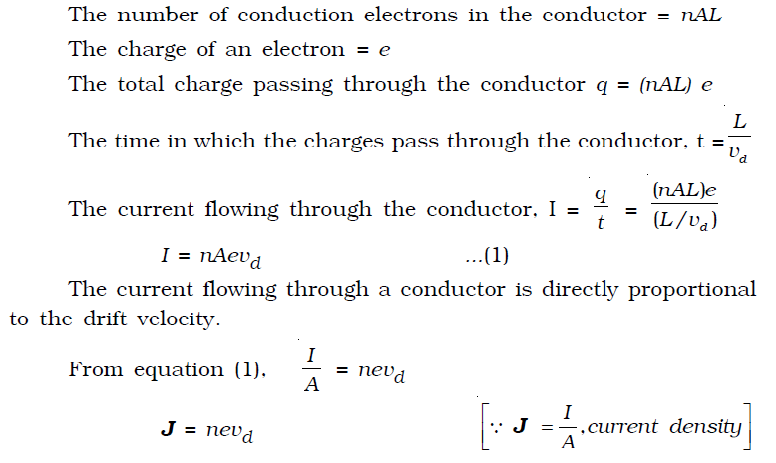 The number of conduction electrons in the conductor = nAL
The charge of an electron = e
The total charge passing through the conductor q = (nAL) e
The time in which the charges pass through the conductor, t = L/v_d
The current flowing through the conductor, I = q/t = (nAL)e/(L/v_d)
I = nAev_d ...(1)
The current flowing through a conductor is directly proportional
to the drift velocity.
From equation (1), I/A = nev_d
J = nev_d [∵ J = I/A, current density]